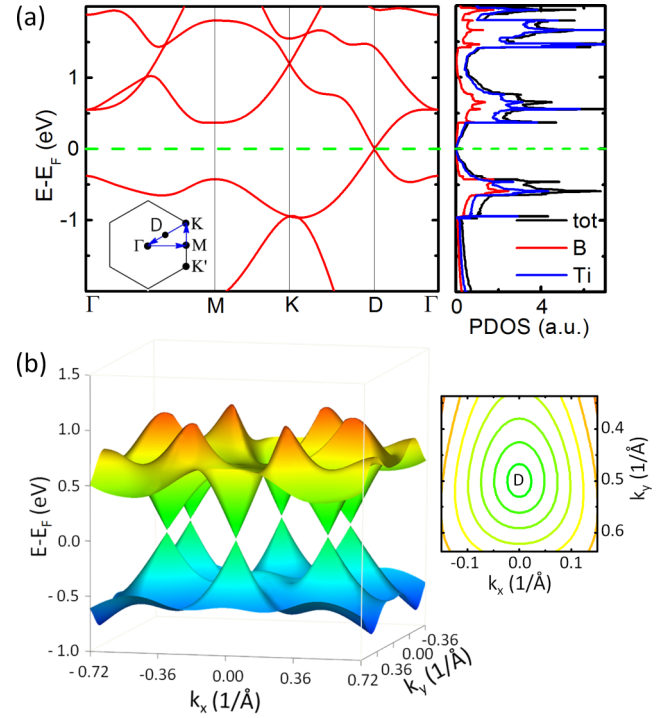 (a)
E-E_F (eV)
1
0
-1
Γ
M
K
D
Γ
D
K
Γ
M
K'
tot
B
Ti
0
4
PDOS (a.u.)
(b)
1.5
1.0
0.5
0.0
- 0.5
- 1.0
E-E_F (eV)
- 0.72
- 0.36
0.00
0.36
0.72
k_x (1/Å)
0.36
0.00
-0.36
k_y (1/Å)
D
0.4
0.5
0.6
k_y (1/Å)
-0.1
0.0
0.1
k_x (1/Å)